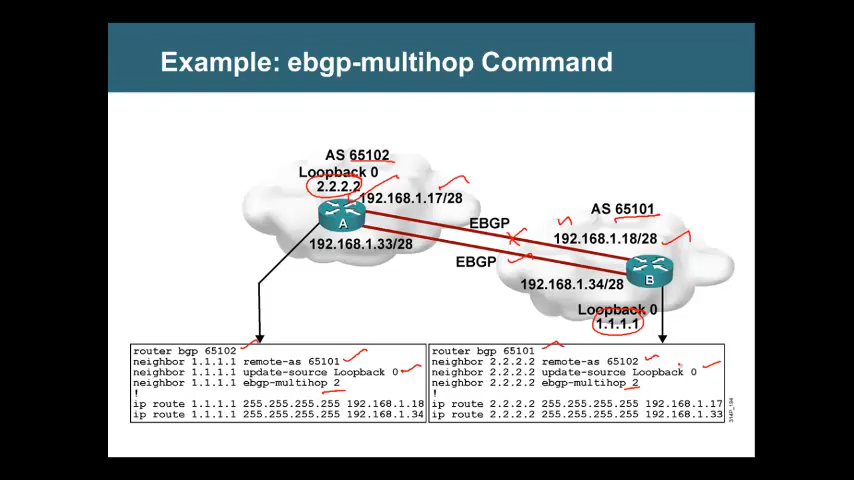 Example: ebgp-multihop Command
AS 65102
Loopback 0
2.2.2.2
192.168.1.17/28
A
192.168.1.33/28
EBGP
EBGP
AS 65101
192.168.1.18/28
B
192.168.1.34/28
Loopback 0
1.1.1.1
router bgp 65102
neighbor 1.1.1.1 remote-as 65101
neighbor 1.1.1.1 update-source Loopback 0
neighbor 1.1.1.1 ebgp-multihop 2
!
ip route 1.1.1.1 255.255.255.255 192.168.1.18
ip route 1.1.1.1 255.255.255.255 192.168.1.34
router bgp 65101
neighbor 2.2.2.2 remote-as 65102
neighbor 2.2.2.2 update-source Loopback 0
neighbor 2.2.2.2 ebgp-multihop 2
!
ip route 2.2.2.2 255.255.255.255 192.168.1.17
ip route 2.2.2.2 255.255.255.255 192.168.1.33